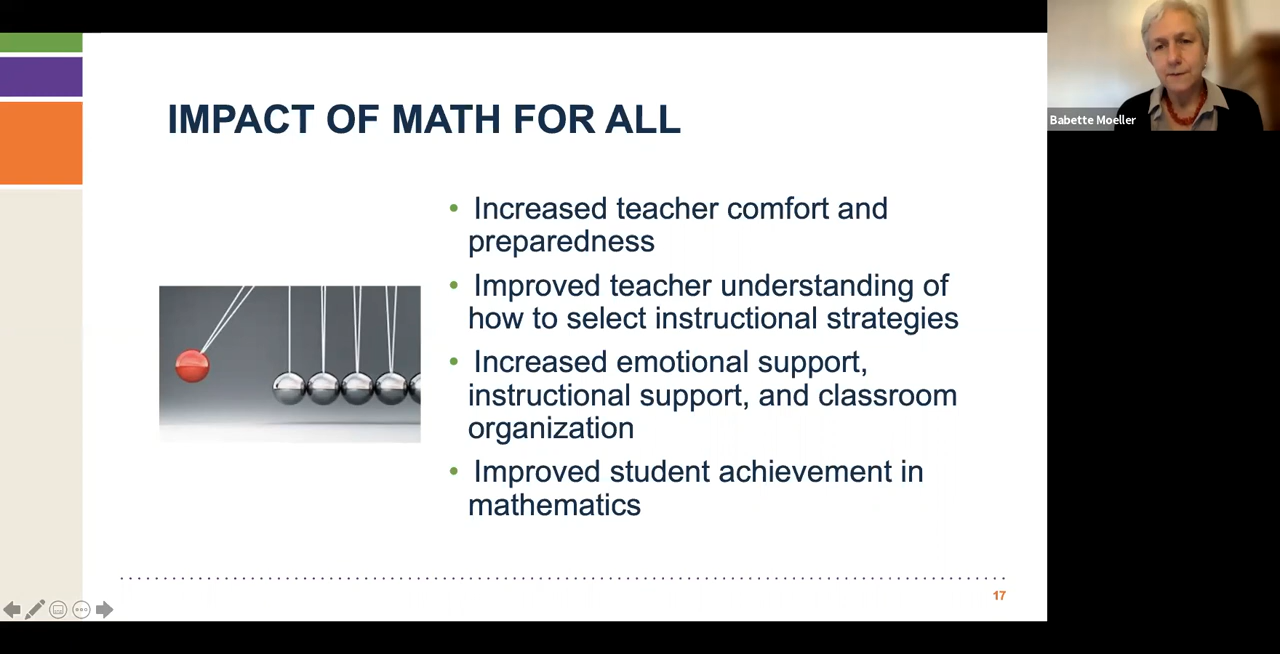 IMPACT OF MATH FOR ALL
• Increased teacher comfort and
preparedness
• Improved teacher understanding of
how to select instructional strategies
• Increased emotional support,
instructional support, and classroom
organization
• Improved student achievement in
mathematics
17
Babette Moeller